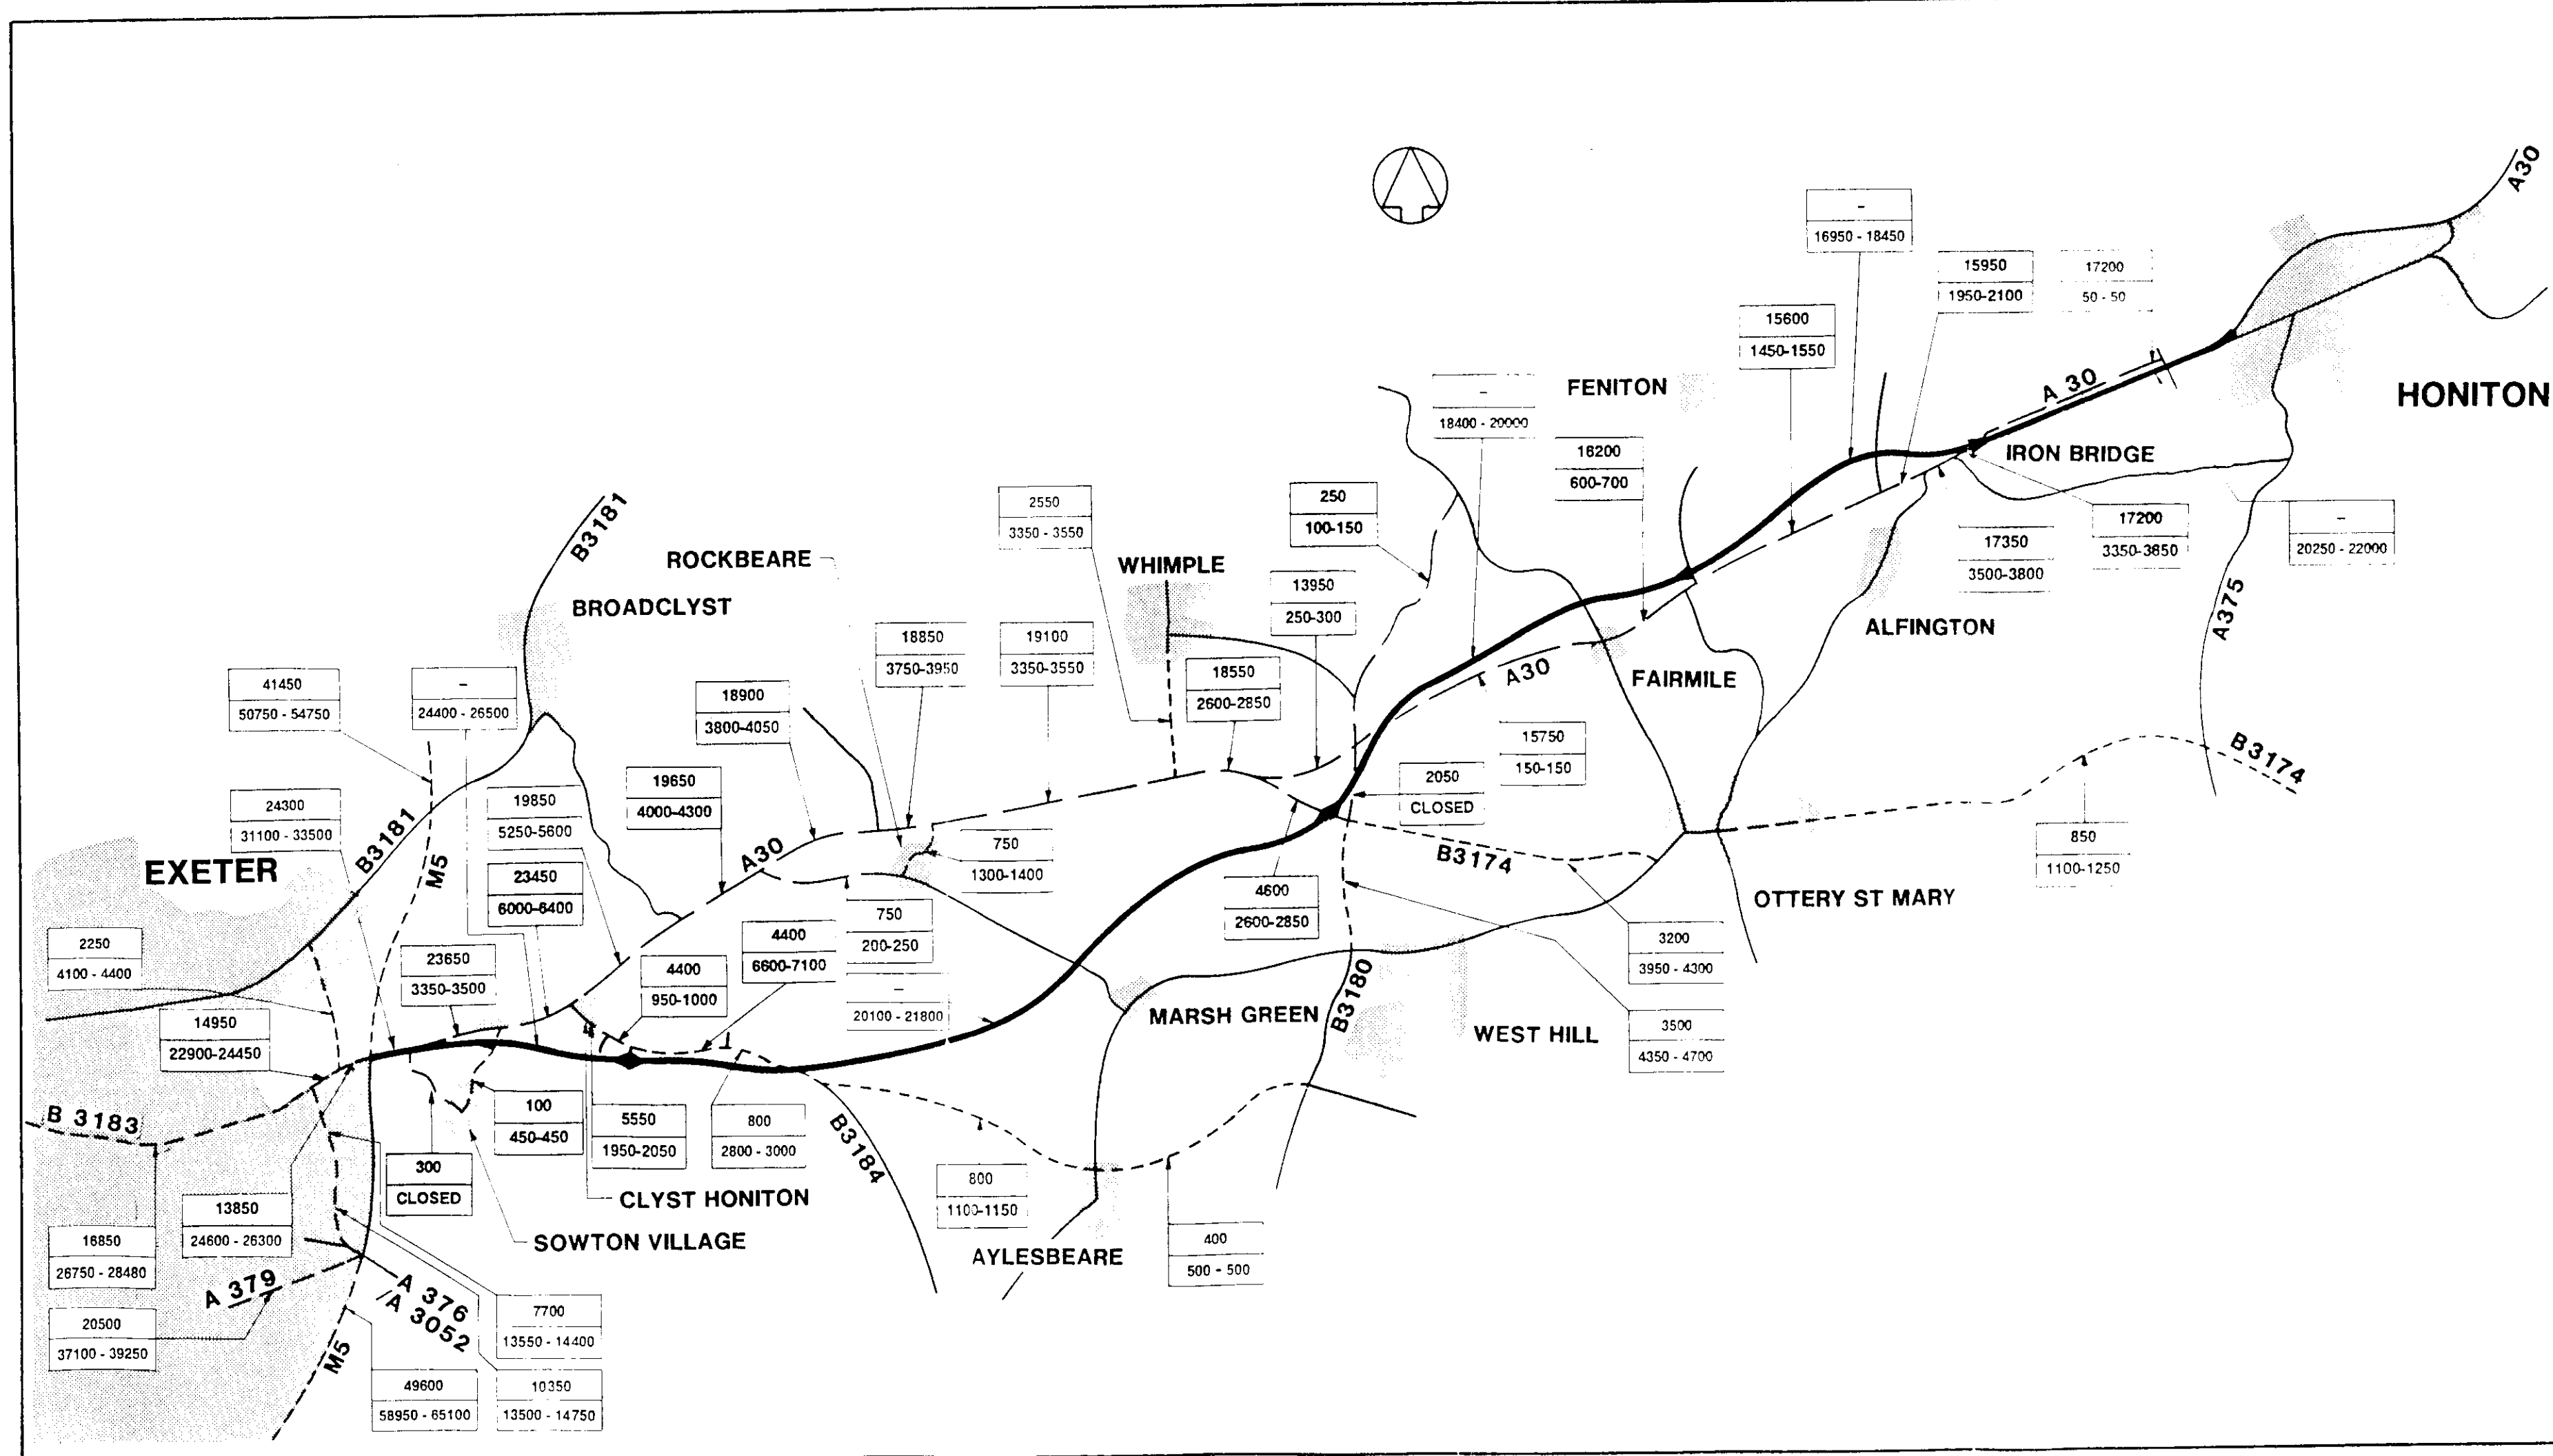 A30
–
16950 - 18450
15950
1950-2100
17200
50 - 50
15600
1450-1550
A 30
HONITON
FENITON
–
18400 - 20000
16200
600-700
IRON BRIDGE
2550
3350 - 3550
250
100-150
17350
3500-3800
17200
3350-3650
–
20250 - 22000
B3181
ROCKBEARE
WHIMPLE
BROADCLYST
13950
250-300
A375
ALFINGTON
18850
3750-3950
19100
3350-3550
18550
2600-2850
A30
FAIRMILE
41450
50750 - 54750
–
24400 - 26500
18900
3800-4050
15750
150-150
B3174
24300
31100 - 33500
19850
5250-5600
19650
4000-4300
2050
CLOSED
B3181
M5
A30
750
1300-1400
B3174
850
1100-1250
EXETER
23450
6000-6400
4600
2600-2850
OTTERY ST MARY
2250
4100 - 4400
23650
3350-3500
4400
950-1000
4400
6600-7100
750
200-250
3200
3950 - 4300
–
20100 - 21800
MARSH GREEN
B3180
WEST HILL
3500
4350 - 4700
14950
22900-24450
B 3183
100
450-450
5550
1950-2050
800
2800 - 3000
B3184
300
CLOSED
800
1100-1150
CLYST HONITON
13850
24600 - 26300
SOWTON VILLAGE
AYLESBEARE
400
500 - 500
16850
26750 - 28480
A 379
A 376
/A 3052
7700
13550 - 14400
20500
37100 - 39250
M5
49600
58950 - 65100
10350
13500 - 14750